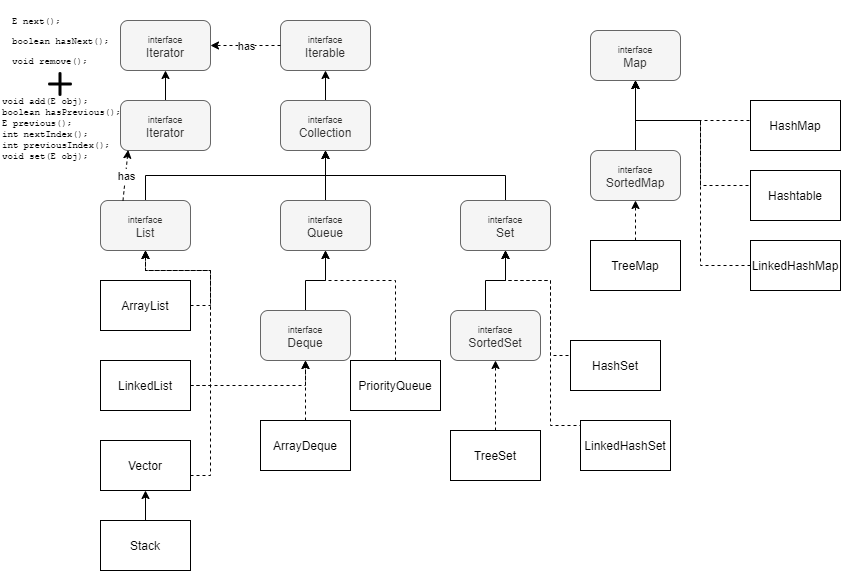 E next();
boolean hasNext();
void remove();
void add(E obj);
boolean hasPrevious();
E previous();
int nextIndex();
int previousIndex();
void set(E obj);
interface
Iterator
has
interface
Iterable
interface
Iterator
interface
Collection
has
interface
List
interface
Queue
interface
Set
ArrayList
LinkedList
Vector
Stack
interface
Deque
PriorityQueue
ArrayDeque
interface
SortedSet
HashSet
TreeSet
LinkedHashSet
interface
Map
HashMap
interface
SortedMap
Hashtable
TreeMap
LinkedHashMap